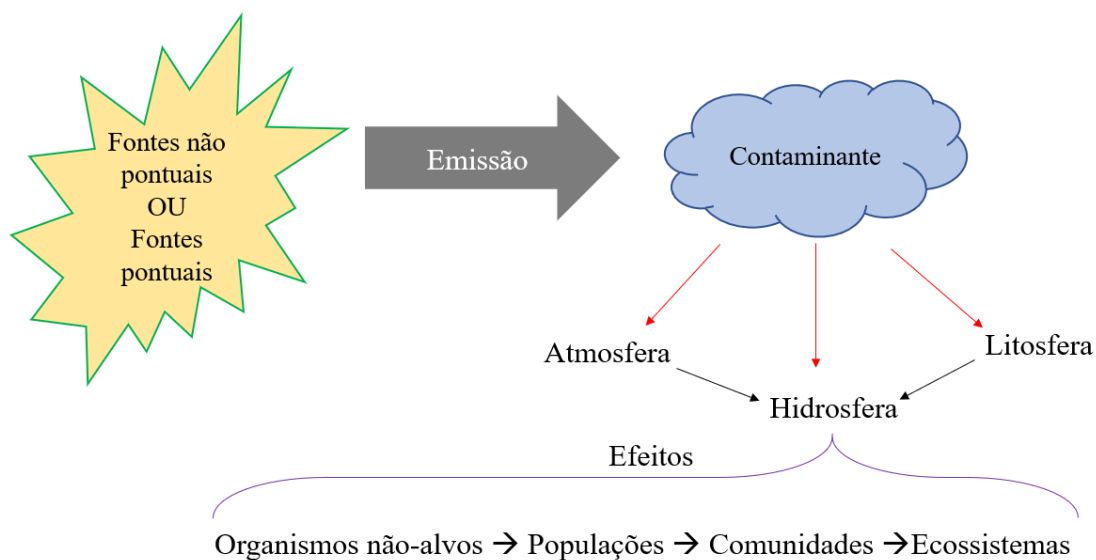 Fontes não
pontuais
OU
Fontes
pontuais
Emissão
Contaminante
Atmosfera
Litosfera
Hidrosfera
Efeitos
Organismos não-alvos → Populações → Comunidades →Ecossistemas